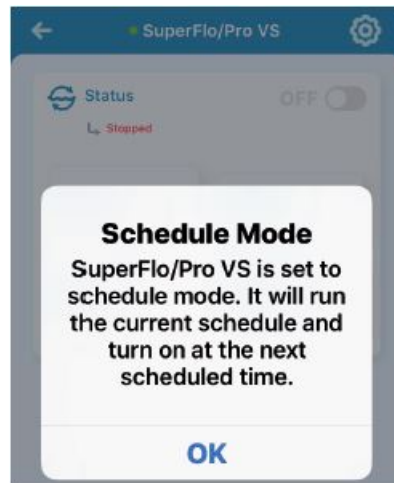 SuperFlo/Pro VS
Status
OFF
Stopped
Schedule Mode
SuperFlo/Pro VS is set to
schedule mode. It will run
the current schedule and
turn on at the next
scheduled time.
OK